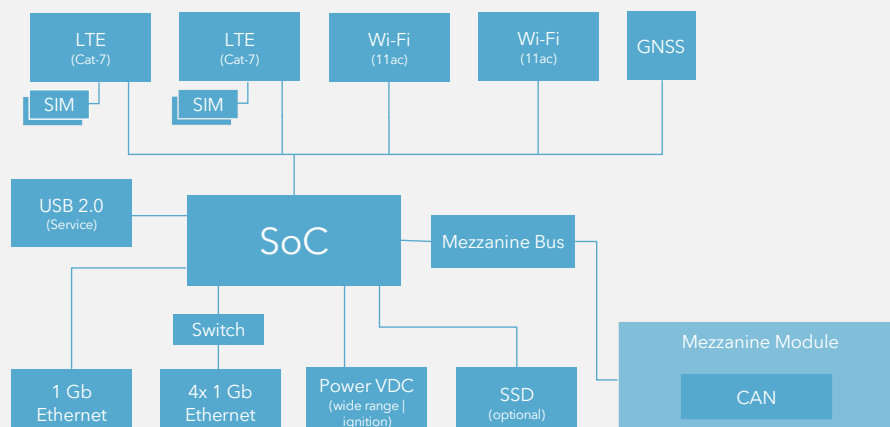 LTE
(Cat-7)
LTE
(Cat-7)
Wi-Fi
(11ac)
Wi-Fi
(11ac)
GNSS
SIM
SIM
USB 2.0
(Service)
SoC
Mezzanine Bus
Switch
Mezzanine Module
1 Gb
Ethernet
4x 1 Gb
Ethernet
Power VDC
(wide range |
ignition)
SSD
(optional)
CAN